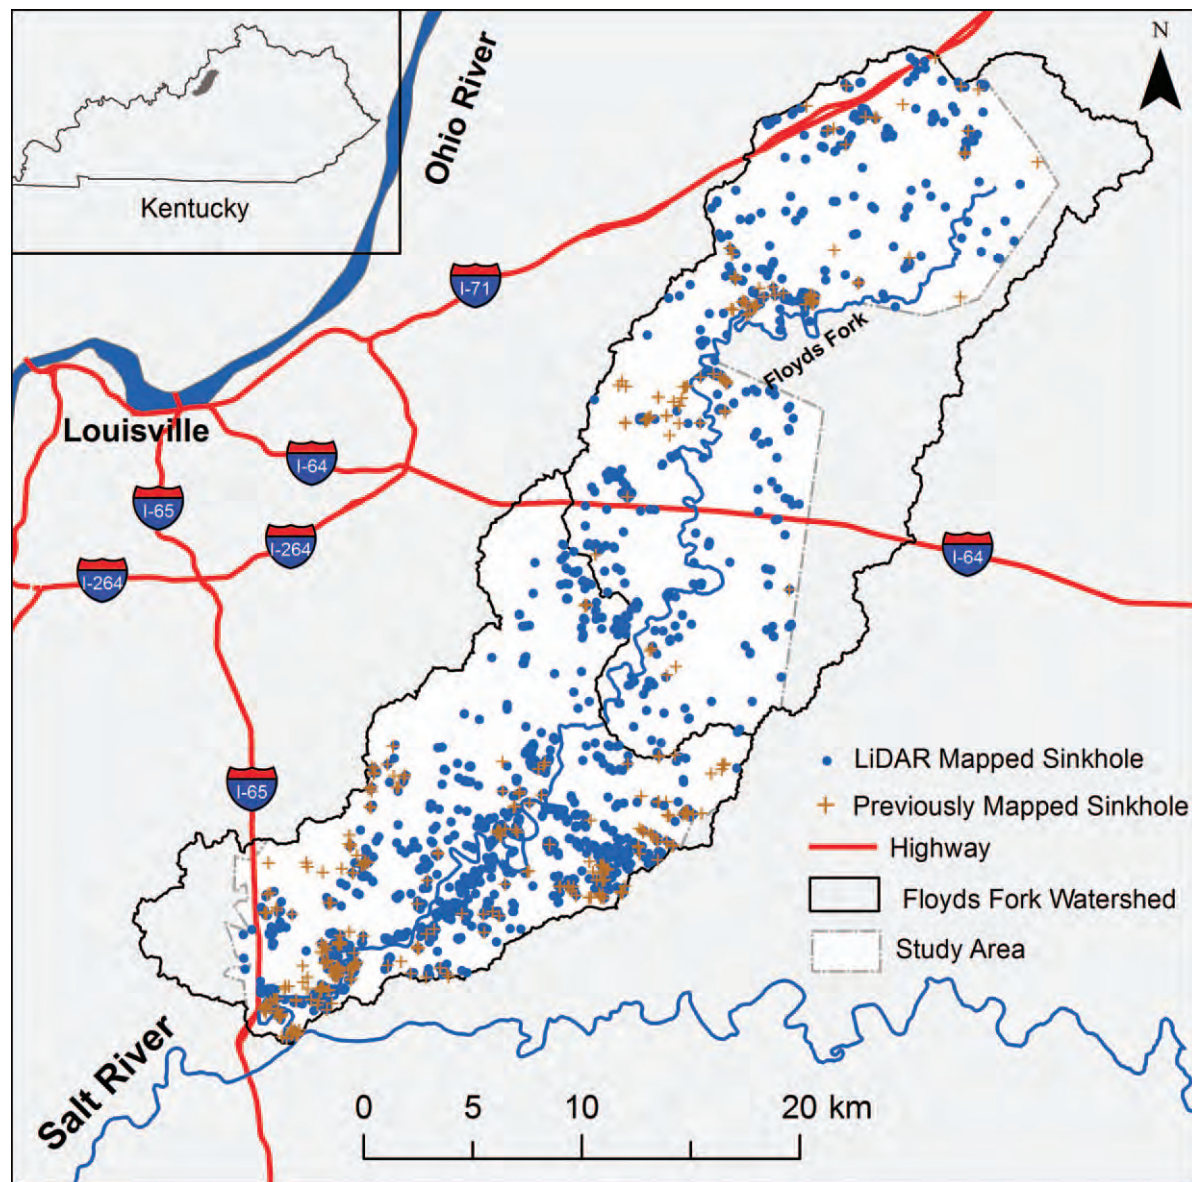 N
Kentucky
Ohio River
I-71
Floyds Fork
Louisville
I-64
I-65
I-264
I-264
I-64
I-65
LiDAR Mapped Sinkhole
Previously Mapped Sinkhole
Highway
Floyds Fork Watershed
Study Area
Salt River
0 5 10 20 km